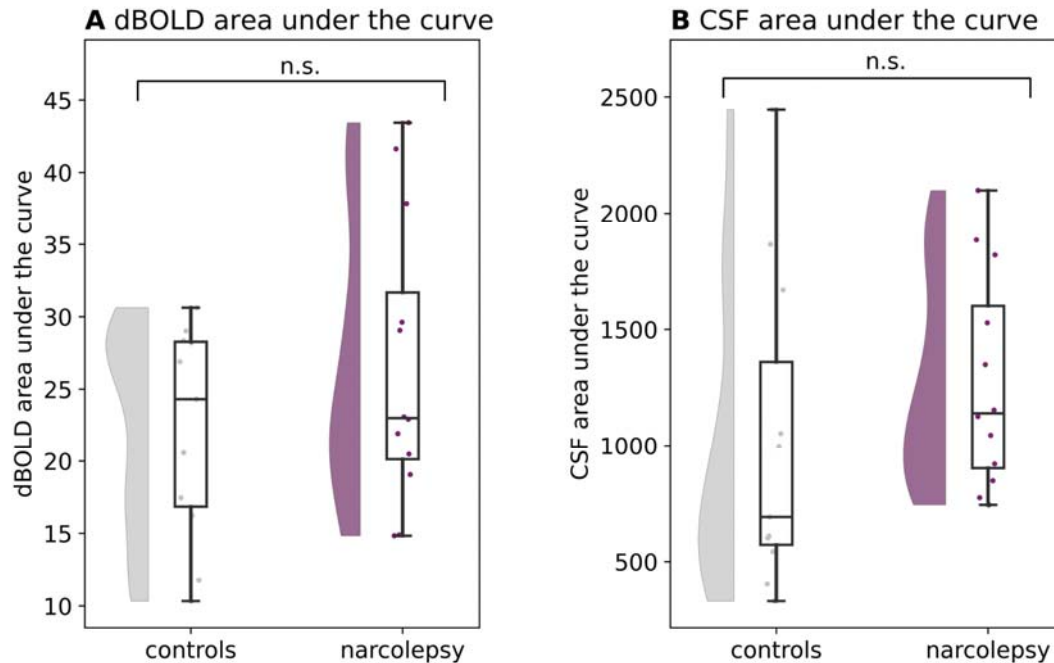 A dBOLD area under the curve
n.s.
dBOLD area under the curve
45
40
35
30
25
20
15
10
controls
narcolepsy
B CSF area under the curve
n.s.
CSF area under the curve
2500
2000
1500
1000
500
controls
narcolepsy